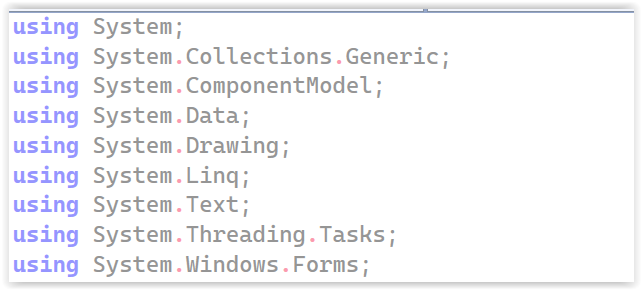 using System;
using System.Collections.Generic;
using System.ComponentModel;
using System.Data;
using System.Drawing;
using System.Linq;
using System.Text;
using System.Threading.Tasks;
using System.Windows.Forms;